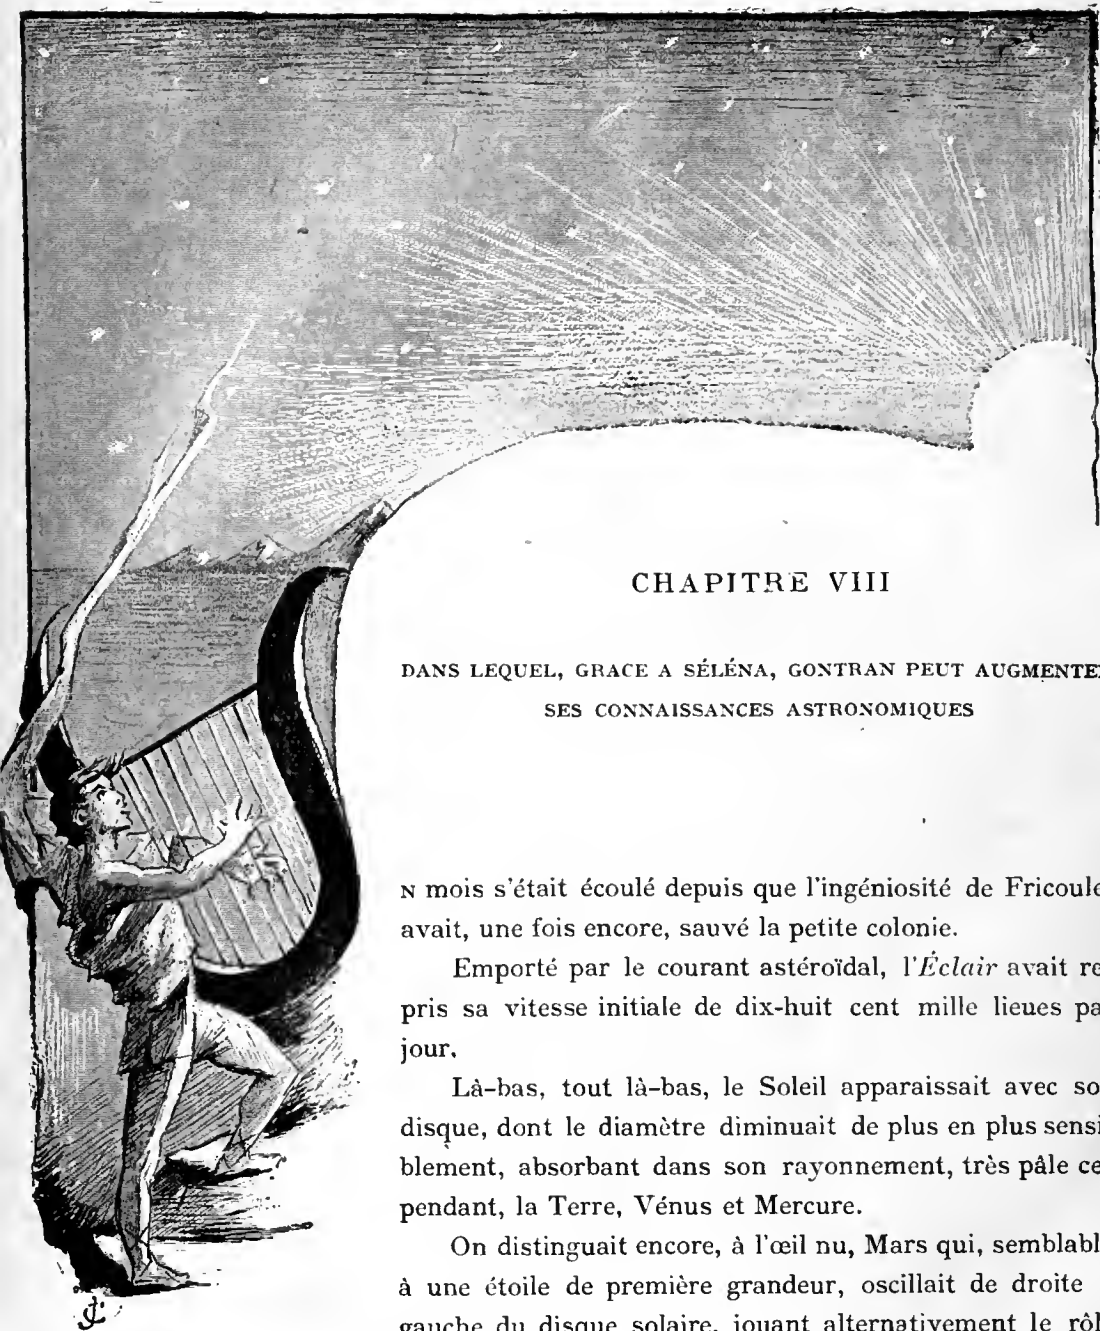 CHAPITRE VIII
DANS LEQUEL, GRACE A SÉLÉNA, GONTRAN PEUT AUGMENTE
SES CONNAISSANCES ASTRONOMIQUES
N mois s'était écoulé depuis que l'ingéniosité de Fricoule
avait, une fois encore, sauvé la petite colonie.
Emporté par le courant astéroïdal, l'Éclair avait re
pris sa vitesse initiale de dix-huit cent mille lieues pa
jour.
Là-bas, tout là-bas, le Soleil apparaissait avec so
disque, dont le diamètre diminuait de plus en plus sensi
blement, absorbant dans son rayonnement, très pâle ce
pendant, la Terre, Vénus et Mercure.
On distinguait encore, à l'œil nu, Mars qui, semblabl
à une étoile de première grandeur, oscillait de droite
gauche du disque solaire, jouant alternativement le rôl